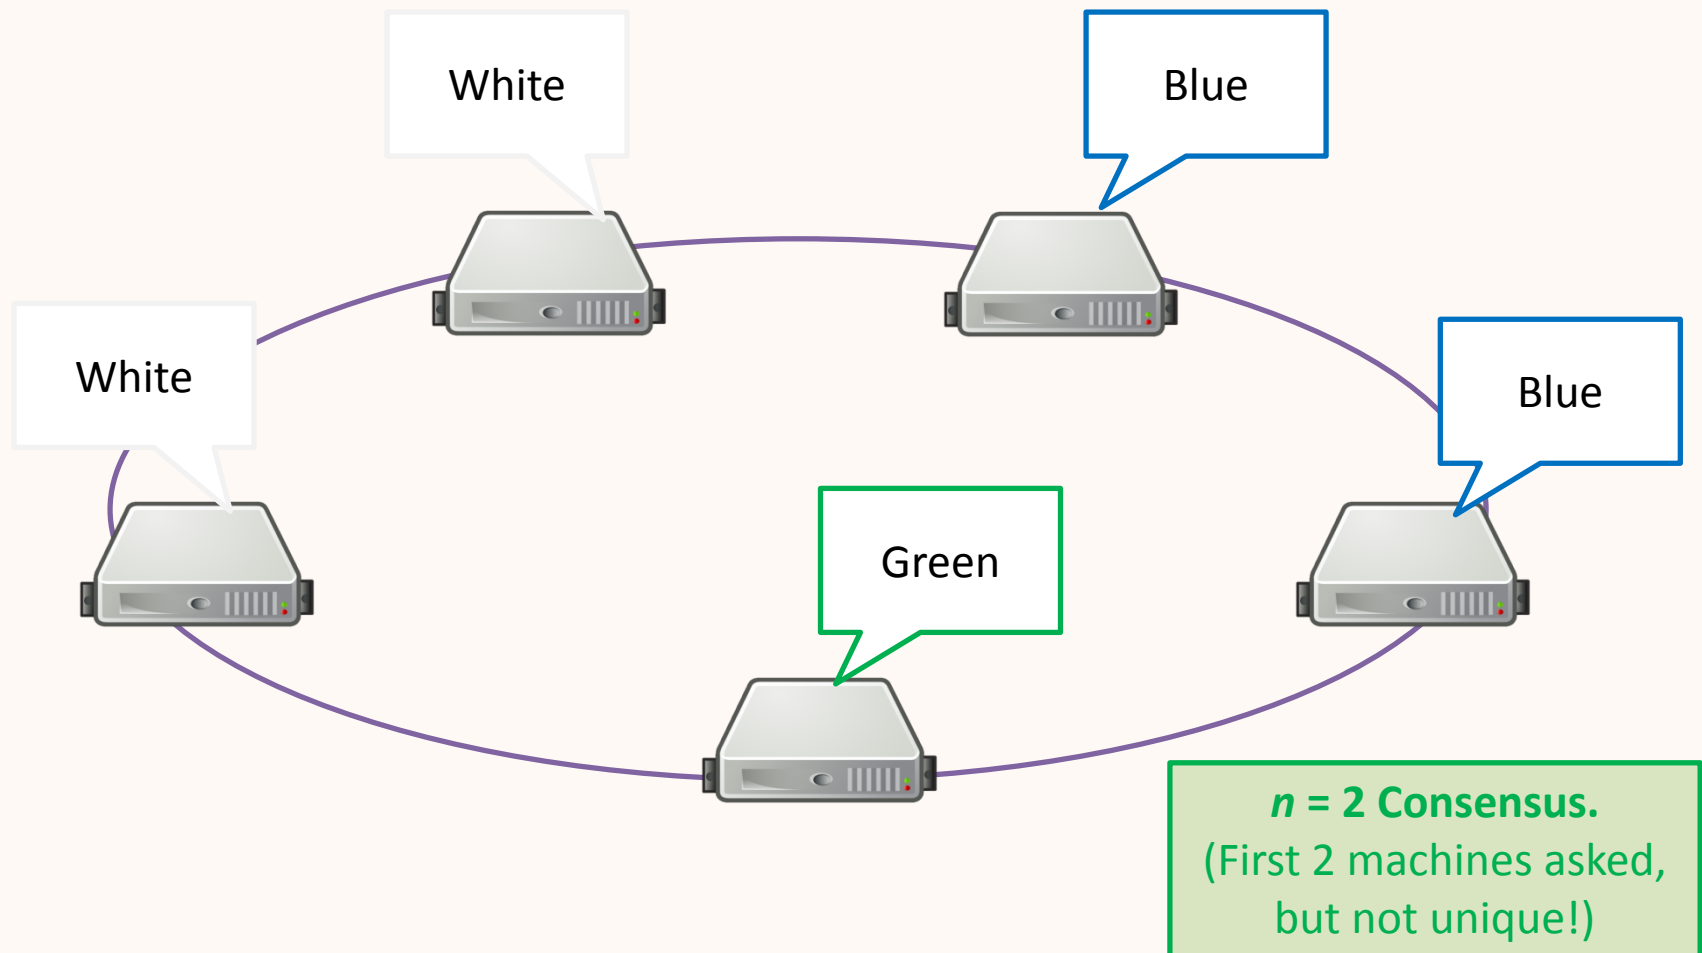 White
Blue
White
Blue
Green
n = 2 Consensus.
(First 2 machines asked,
but not unique!)